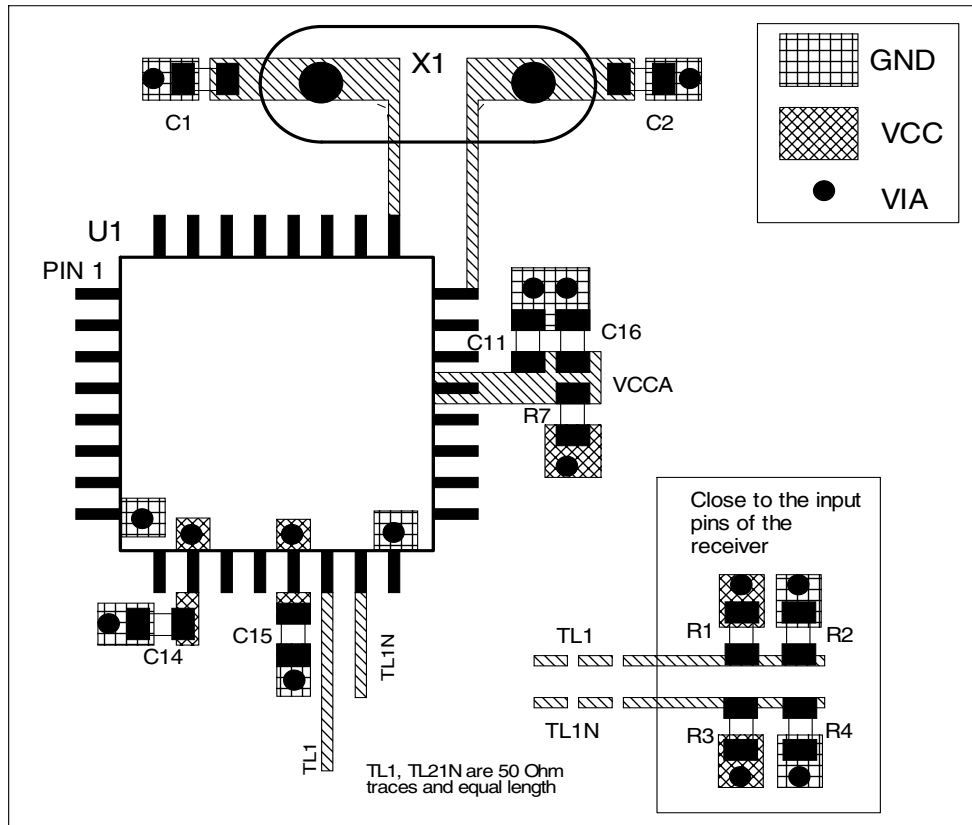 X1
C1
C2
GND
VCC
VIA
U1
PIN 1
C11
C16
VCCA
R7
Close to the input
pins of the
receiver
R1
R2
TL1
TL1N
R3
R4
C14
C15
TL1
TL1N
TL1, TL21N are 50 Ohm
traces and equal length